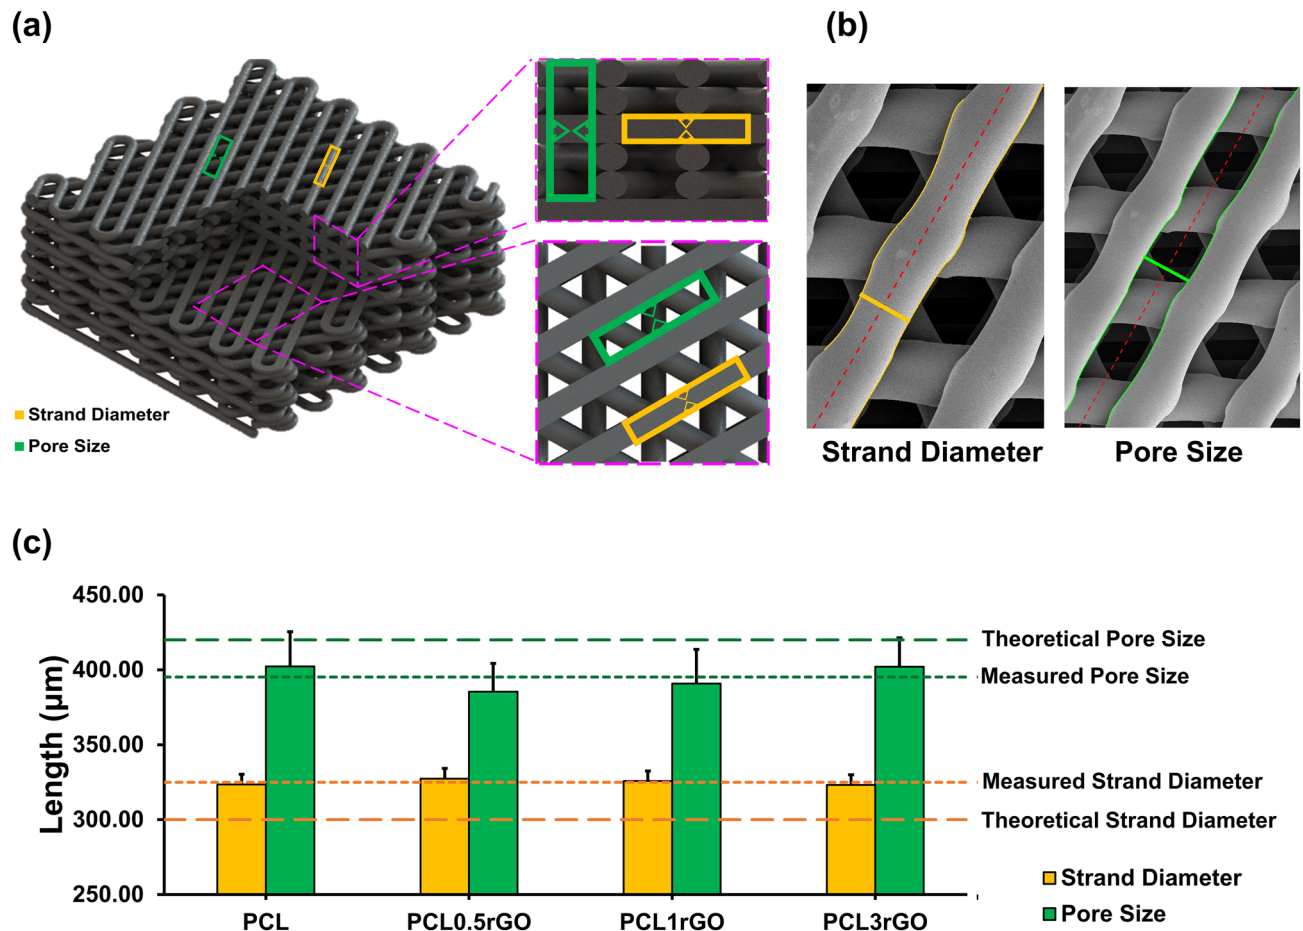 (a)
(b)
Strand Diameter
Pore Size
Strand Diameter
Pore Size
(c)
450.00
400.00
350.00
300.00
250.00
Length (µm)
Theoretical Pore Size
Measured Pore Size
Measured Strand Diameter
Theoretical Strand Diameter
PCL
PCL0.5rGO
PCL1rGO
PCL3rGO
Strand Diameter
Pore Size